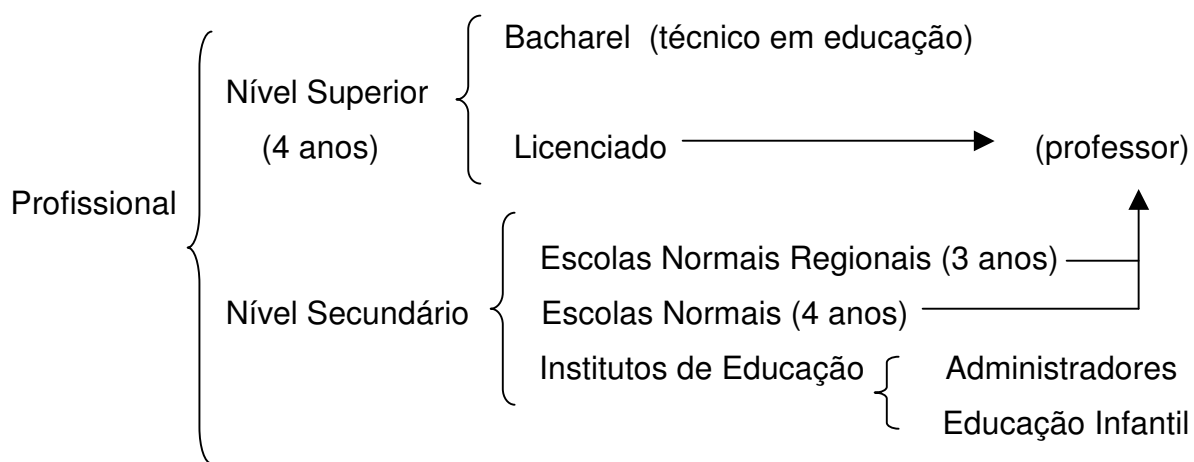 Bacharel (técnico em educação)
Nível Superior
(4 anos)
Licenciado
(professor)
Profissional
Escolas Normais Regionais (3 anos)
Nível Secundário
Escolas Normais (4 anos)
Institutos de Educação
Administradores
Educação Infantil